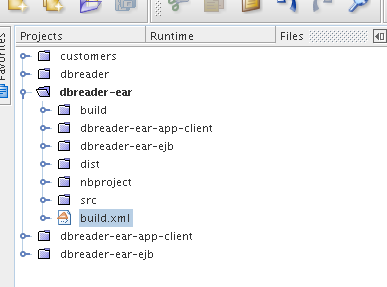 Favorites
Projects
Runtime
Files
customers
dbreader
dbreader-ear
build
dbreader-ear-app-client
dbreader-ear-ejb
dist
nbproject
src
build.xml
dbreader-ear-app-client
dbreader-ear-ejb